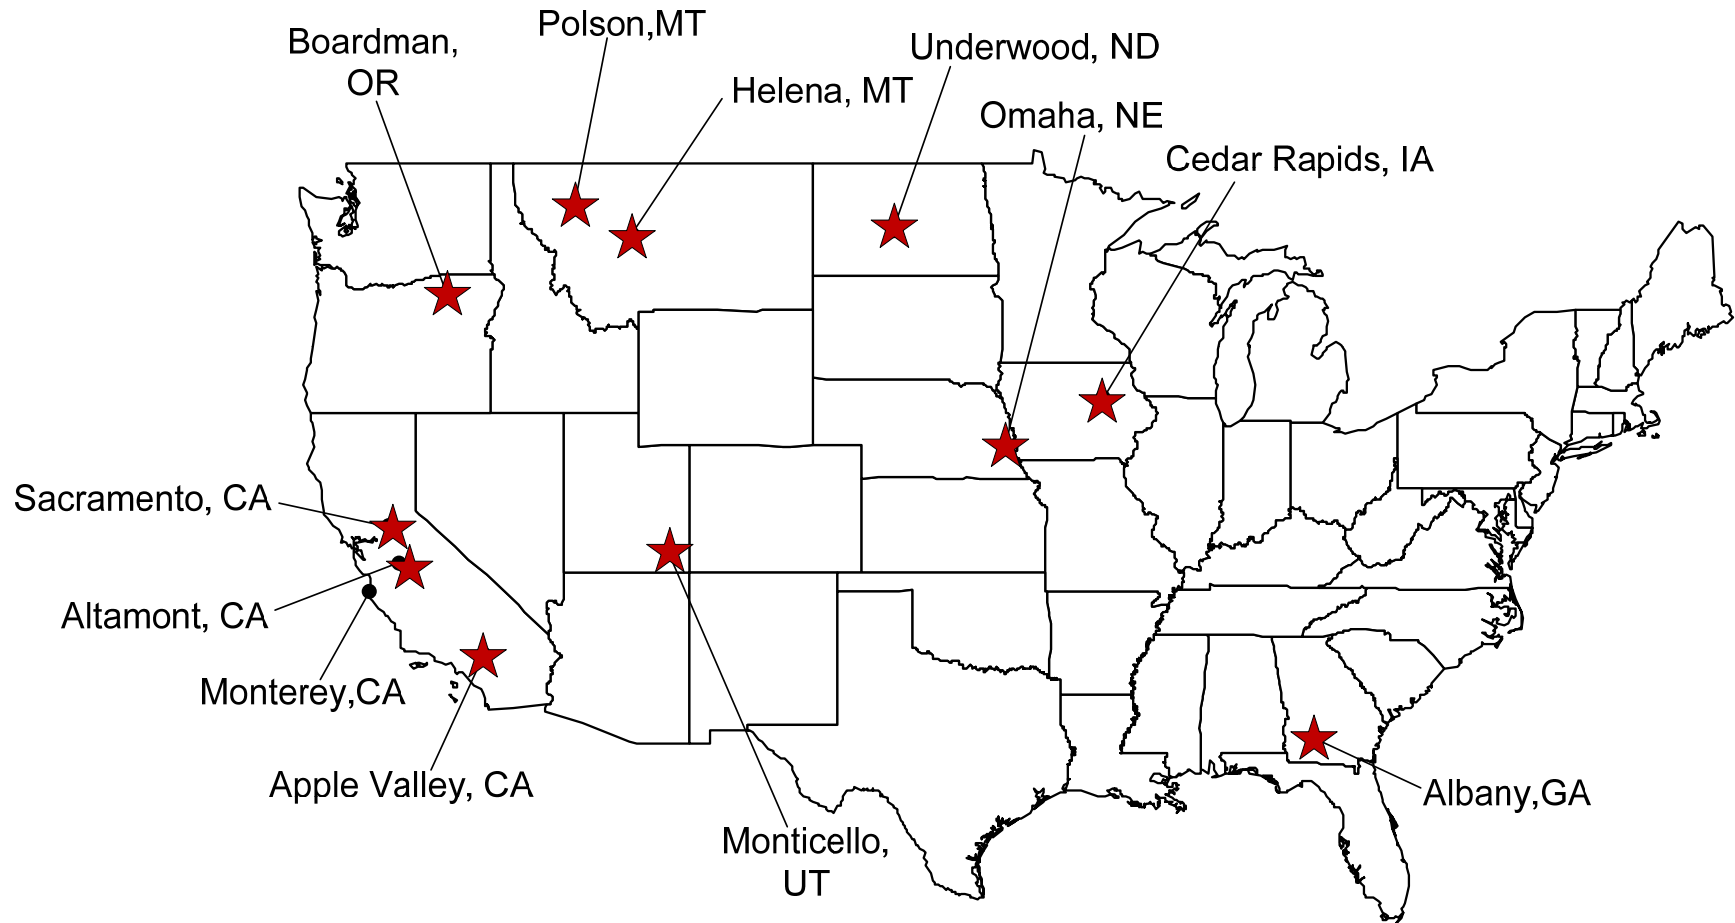 Polson,MT
Boardman,
OR
Underwood, ND
Helena, MT
Omaha, NE
Cedar Rapids, IA
Sacramento, CA
Altamont, CA
Monterey,CA
Apple Valley, CA
Albany,GA
Monticello,
UT